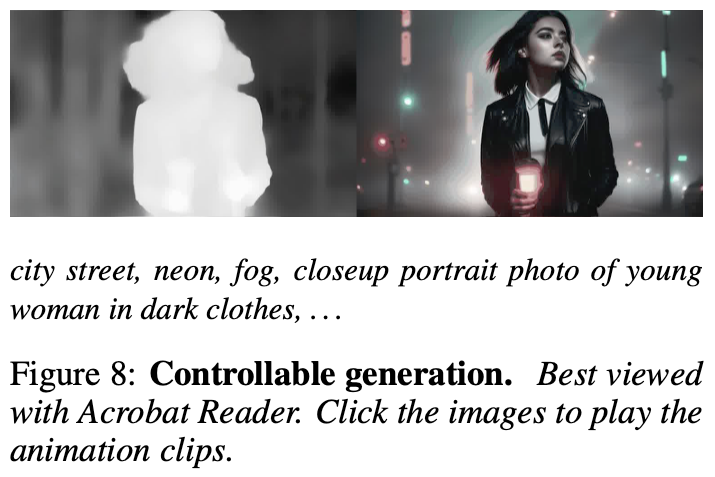 city street, neon, fog, closeup portrait photo of young
woman in dark clothes, . . .
Figure 8: Controllable generation. Best viewed
with Acrobat Reader. Click the images to play the
animation clips.